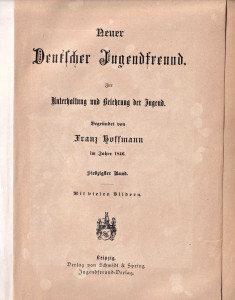 Neuer
Deutscher Jugendfreund.
Zur
Unterhaltung und Belehrung der Jugend.
Begründet von
Franz Hoffmann
im Jahre 1846.
Siebzigster Band.
Mit vielen Bildern.
Leipzig.
Verlag von Schmidt & Spring.
Jugendfreund-Verlag.